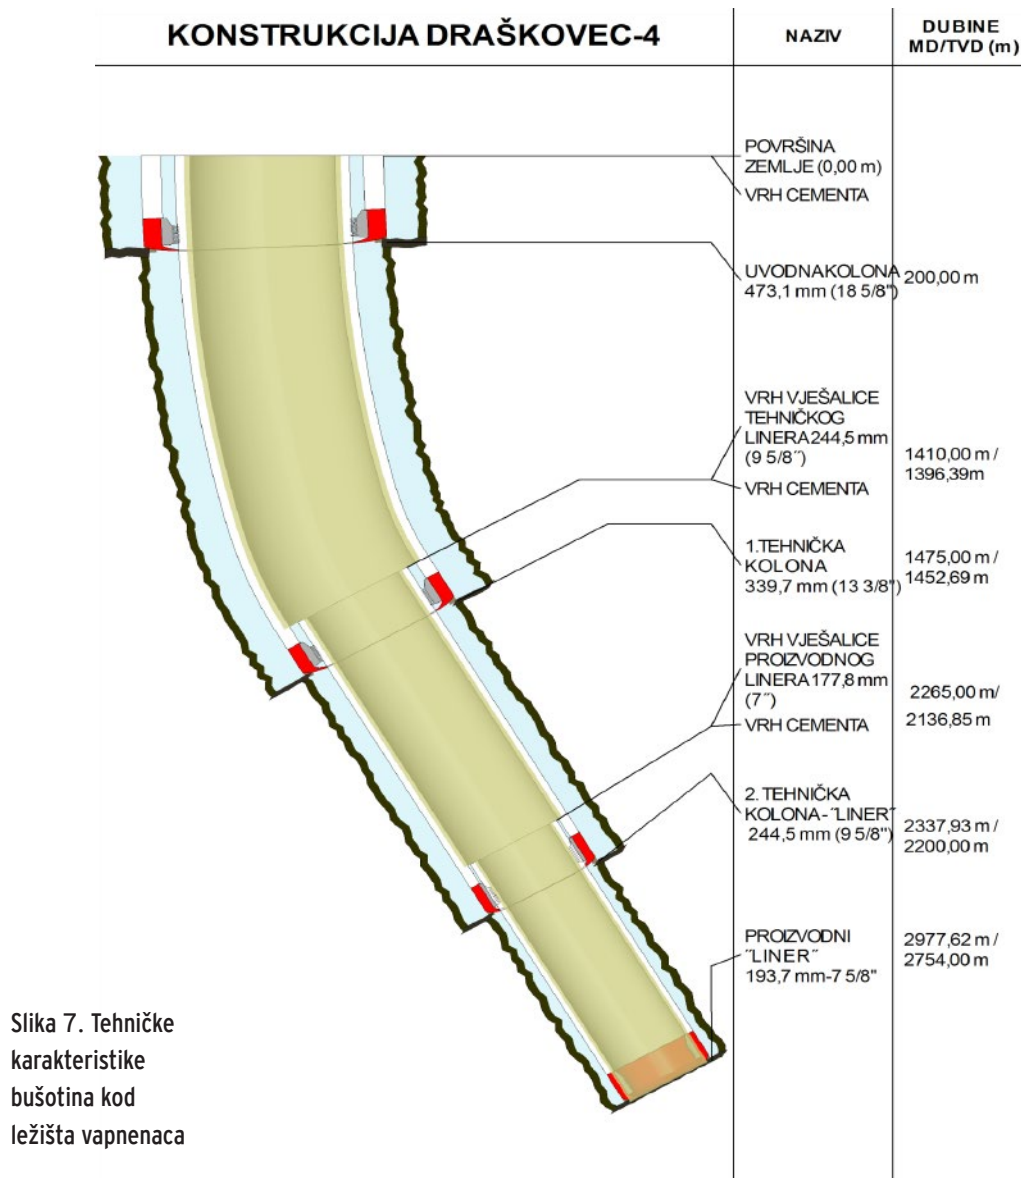 KONSTRUKCIJA DRAŠKOVEC-4
NAZIV
DUBINE
MD/TVD (m)
POVRŠINA
ZEMLJE (0,00 m)
VRH CEMENTA
UVODNA KOLONA
473,1 mm (18 5/8")
200,00 m
VRH VJEŠALICE
TEHNIČKOG
LINERA 244,5 mm
(9 5/8˝)
VRH CEMENTA
1410,00 m /
1396,39m
1.TEHNIČKA
KOLONA
339,7 mm (13 3/8")
1475,00 m /
1452,69 m
VRH VJEŠALICE
PROIZVODNOG
LINERA 177,8 mm
(7˝)
VRH CEMENTA
2265,00 m/
2136,85 m
2. TEHNIČKA
KOLONA - ˝LINER˝
244,5 mm (9 5/8")
2337,93 m /
2200,00 m
PROIZVODNI
˝LINER˝
193,7 mm-7 5/8"
2977,62 m /
2754,00 m
Slika 7. Tehničke
karakteristike
bušotina kod
ležišta vapnenaca